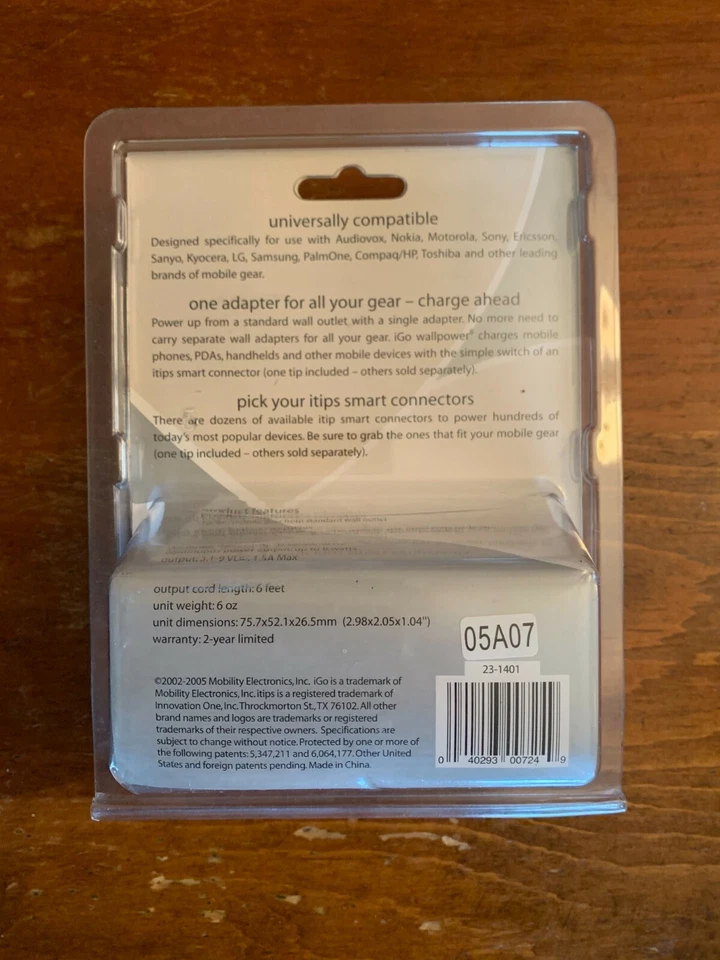 universally compatible
Designed specifically for use with Audiovox, Nokia, Motorola, Sony, Ericsson,
Sanyo, Kyocera, LG, Samsung, PalmOne, Compaq/HP, Toshiba and other leading
brands of mobile gear.
one adapter for all your gear – charge ahead
Power up from a standard wall outlet with a single adapter. No more need to
carry separate wall adapters for all your gear. iGo wallpower® charges mobile
phones, PDAs, handhelds and other mobile devices with the simple switch of an
itips smart connector (one tip included – others sold separately).
pick your itips smart connectors
There are dozens of available itip smart connectors to power hundreds of
today's most popular devices. Be sure to grab the ones that fit your mobile gear
(one tip included – others sold separately).
product features
standard wall outlet
output cord length: 6 feet
unit weight: 6 oz
unit dimensions: 75.7x52.1x26.5mm (2.98x2.05x1.04")
warranty: 2-year limited
05A07
23-1401
©2002-2005 Mobility Electronics, Inc. iGo is a trademark of
Mobility Electronics, Inc. itips is a registered trademark of
Innovation One, Inc. Throckmorton St., TX 76102. All other
brand names and logos are trademarks or registered
trademarks of their respective owners. Specifications are
subject to change without notice. Protected by one or more of
the following patents: 5,347,211 and 6,064,177. Other United
States and foreign patents pending. Made in China.
0 40293 00724 9